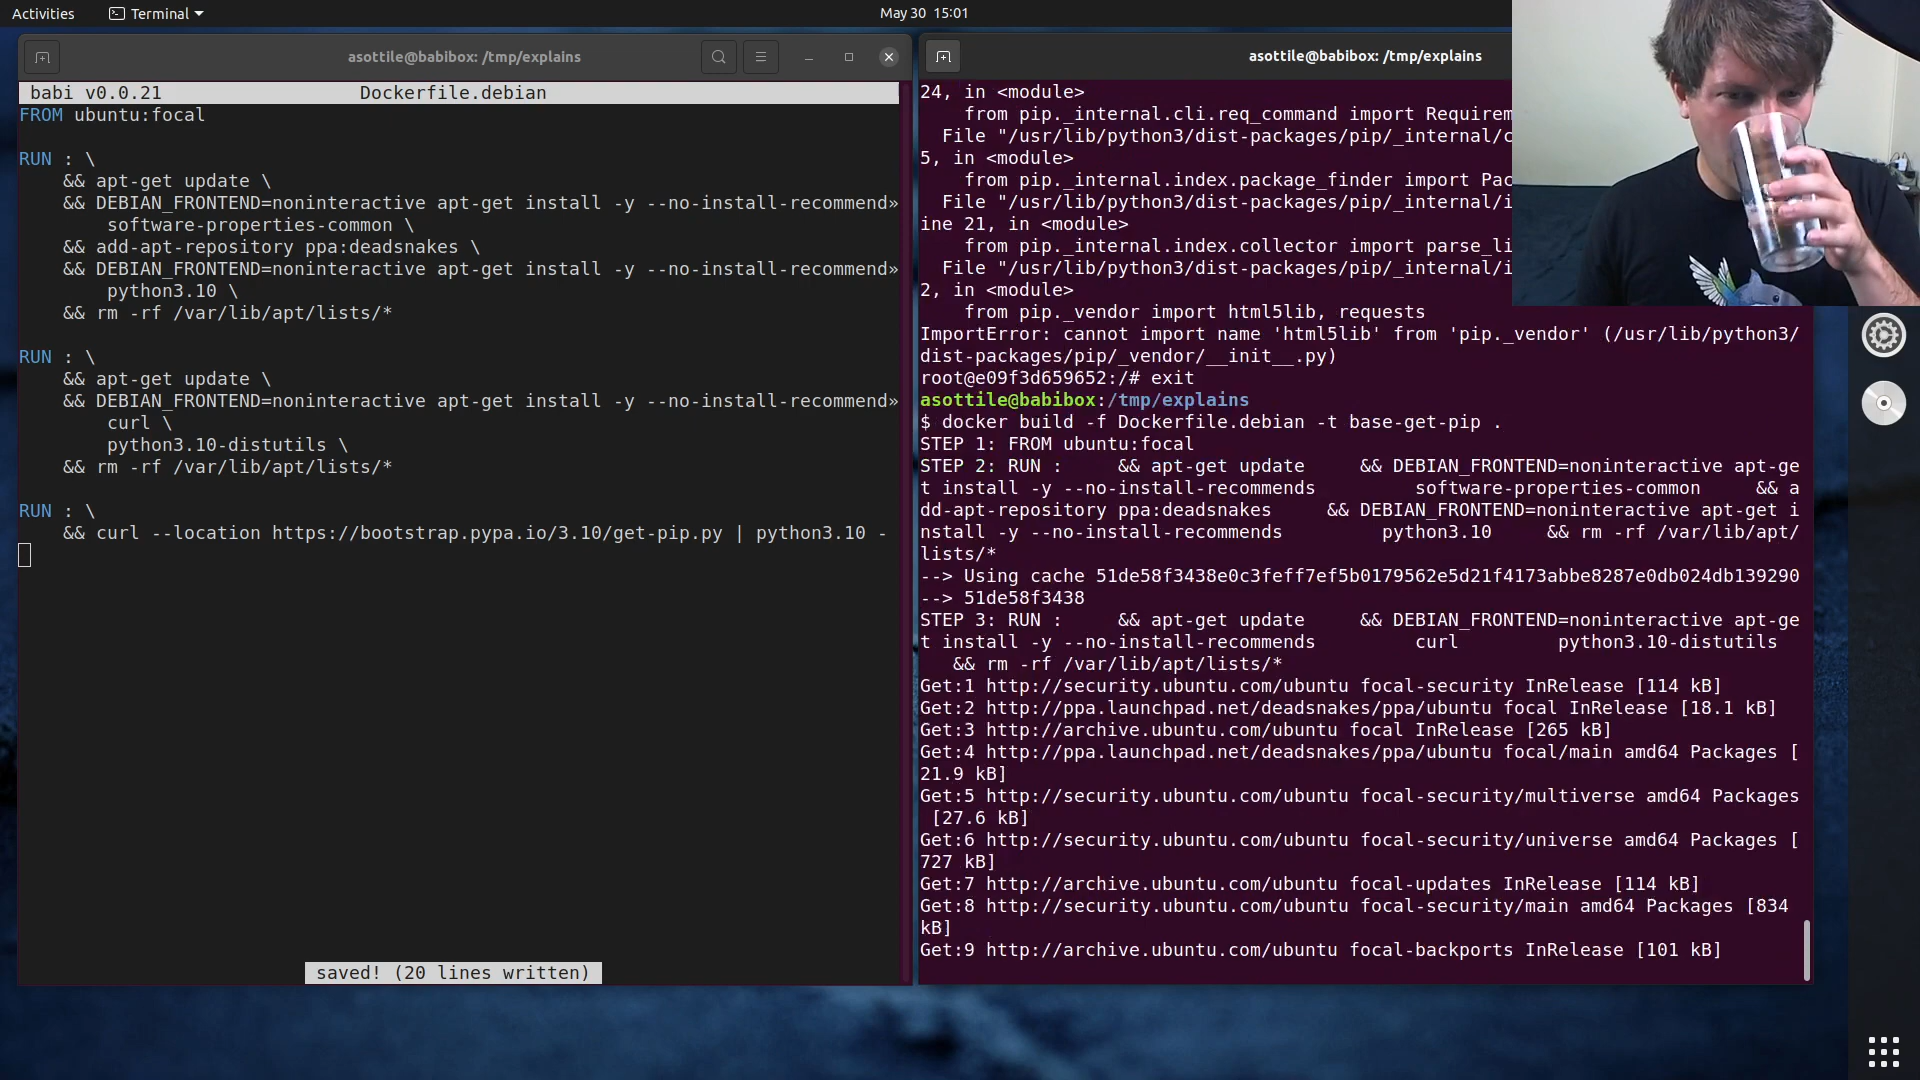 Activities
Terminal
May 30 15:01
asottile@babibox: /tmp/explains
babi v0.0.21 Dockerfile.debian
FROM ubuntu:focal
RUN : \
&& apt-get update \
&& DEBIAN_FRONTEND=noninteractive apt-get install -y --no-install-recommend»
software-properties-common \
&& add-apt-repository ppa:deadsnakes \
&& DEBIAN_FRONTEND=noninteractive apt-get install -y --no-install-recommend»
python3.10 \
&& rm -rf /var/lib/apt/lists/*
RUN : \
&& apt-get update \
&& DEBIAN_FRONTEND=noninteractive apt-get install -y --no-install-recommend»
curl \
python3.10-distutils \
&& rm -rf /var/lib/apt/lists/*
RUN : \
&& curl --location https://bootstrap.pypa.io/3.10/get-pip.py | python3.10 -
saved! (20 lines written)
asottile@babibox: /tmp/explains
24, in <module>
from pip._internal.cli.req_command import Requirem
File "/usr/lib/python3/dist-packages/pip/_internal/c
5, in <module>
from pip._internal.index.package_finder import Pac
File "/usr/lib/python3/dist-packages/pip/_internal/i
ine 21, in <module>
from pip._internal.index.collector import parse_li
File "/usr/lib/python3/dist-packages/pip/_internal/i
2, in <module>
from pip._vendor import html5lib, requests
ImportError: cannot import name 'html5lib' from 'pip._vendor' (/usr/lib/python3/
dist-packages/pip/_vendor/__init__.py)
root@e09f3d659652:/# exit
asottile@babibox:/tmp/explains
$ docker build -f Dockerfile.debian -t base-get-pip .
STEP 1: FROM ubuntu:focal
STEP 2: RUN : && apt-get update && DEBIAN_FRONTEND=noninteractive apt-ge
t install -y --no-install-recommends software-properties-common && a
dd-apt-repository ppa:deadsnakes && DEBIAN_FRONTEND=noninteractive apt-get i
nstall -y --no-install-recommends python3.10 && rm -rf /var/lib/apt/
lists/*
--> Using cache 51de58f3438e0c3feff7ef5b0179562e5d21f4173abbe8287e0db024db139290
--> 51de58f3438
STEP 3: RUN : && apt-get update && DEBIAN_FRONTEND=noninteractive apt-ge
t install -y --no-install-recommends curl python3.10-distutils
&& rm -rf /var/lib/apt/lists/*
Get:1 http://security.ubuntu.com/ubuntu focal-security InRelease [114 kB]
Get:2 http://ppa.launchpad.net/deadsnakes/ppa/ubuntu focal InRelease [18.1 kB]
Get:3 http://archive.ubuntu.com/ubuntu focal InRelease [265 kB]
Get:4 http://ppa.launchpad.net/deadsnakes/ppa/ubuntu focal/main amd64 Packages [
21.9 kB]
Get:5 http://security.ubuntu.com/ubuntu focal-security/multiverse amd64 Packages
[27.6 kB]
Get:6 http://security.ubuntu.com/ubuntu focal-security/universe amd64 Packages [
727 kB]
Get:7 http://archive.ubuntu.com/ubuntu focal-updates InRelease [114 kB]
Get:8 http://security.ubuntu.com/ubuntu focal-security/main amd64 Packages [834
kB]
Get:9 http://archive.ubuntu.com/ubuntu focal-backports InRelease [101 kB]